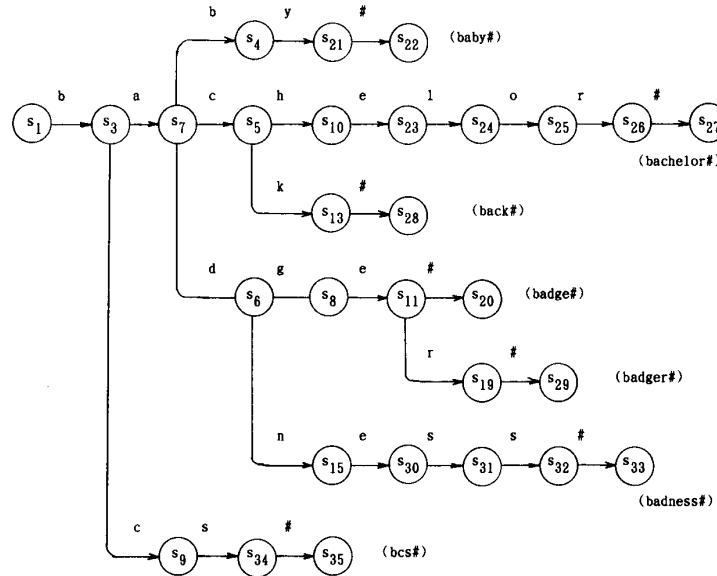 b y #
s4 s21 s22 (baby#)
b a c h e l o r #
s1 s3 s7 s5 s10 s23 s24 s25 s26 s27
(bachelor#)
k #
s13 s28 (back#)
d g e #
s6 s8 s11 s20 (badge#)
r #
s19 s29 (badger#)
n e s s #
s15 s30 s31 s32 s33
(badness#)
c s #
s9 s34 s35 (bcs#)